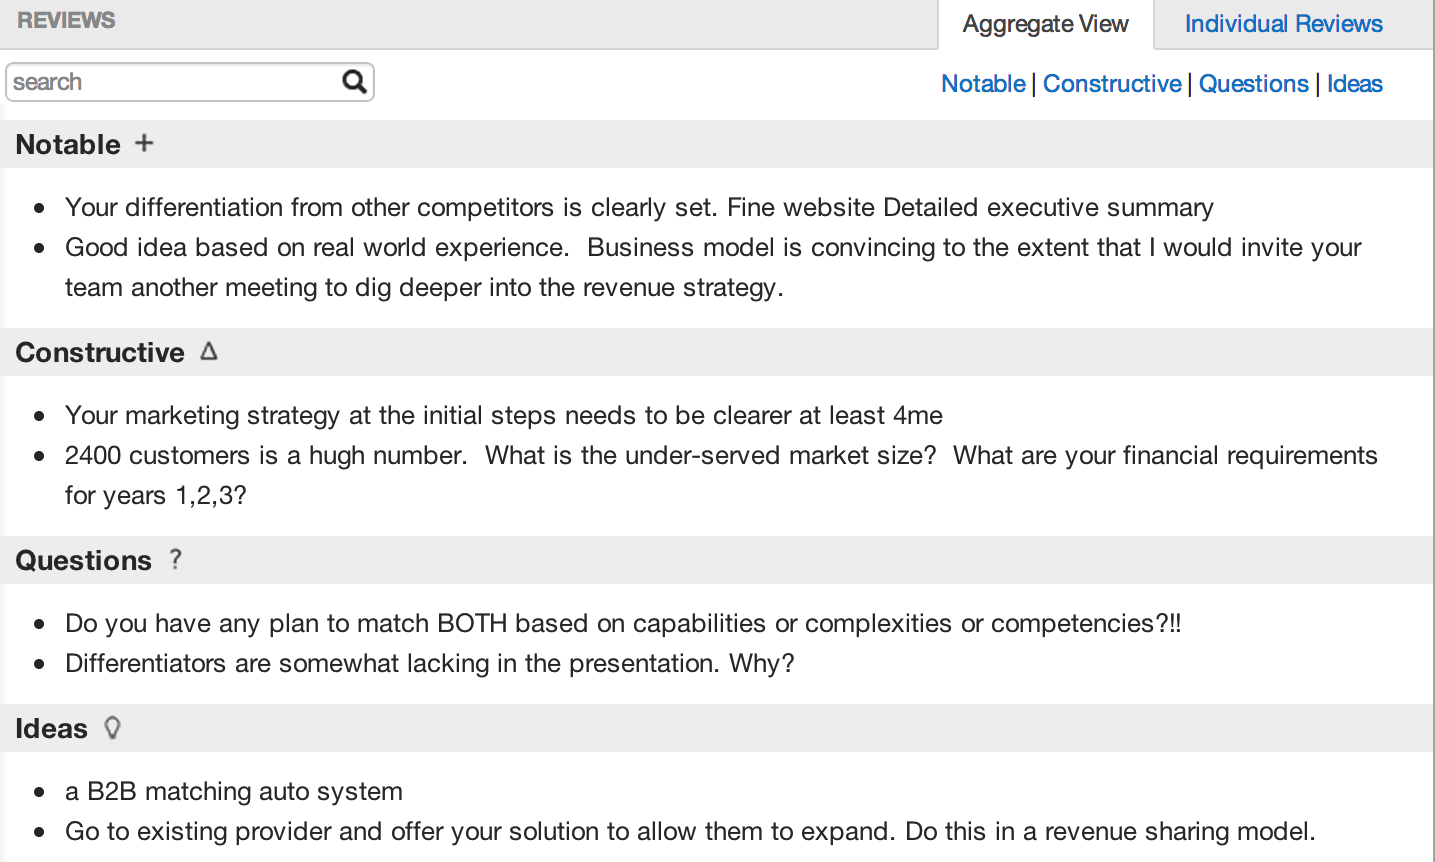 REVIEWS
Aggregate View
Individual Reviews
search
Notable | Constructive | Questions | Ideas
Notable +
• Your differentiation from other competitors is clearly set. Fine website Detailed executive summary
• Good idea based on real world experience.  Business model is convincing to the extent that I would invite your
team another meeting to dig deeper into the revenue strategy.
Constructive Δ
• Your marketing strategy at the initial steps needs to be clearer at least 4me
• 2400 customers is a hugh number.  What is the under-served market size?  What are your financial requirements
for years 1,2,3?
Questions ?
• Do you have any plan to match BOTH based on capabilities or complexities or competencies?!!
• Differentiators are somewhat lacking in the presentation. Why?
Ideas
• a B2B matching auto system
• Go to existing provider and offer your solution to allow them to expand. Do this in a revenue sharing model.